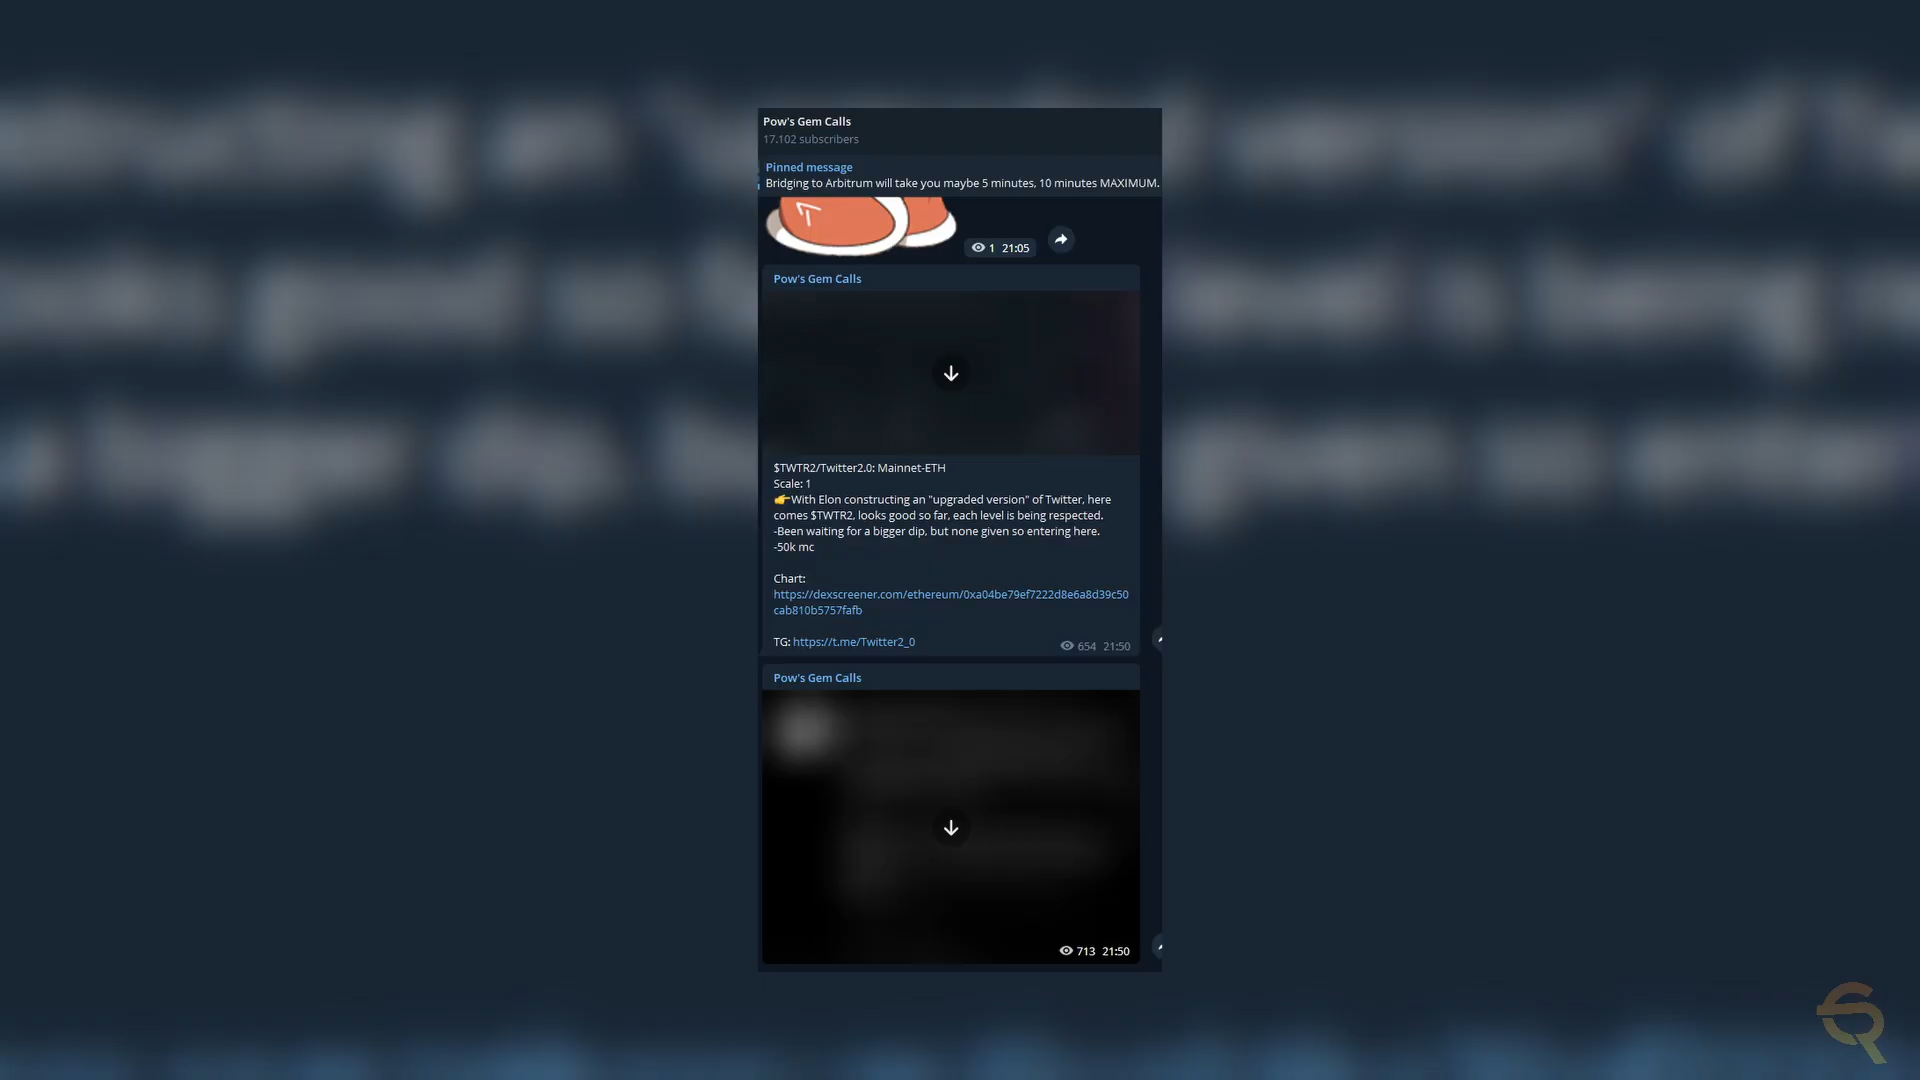 Pow's Gem Calls
17.102 subscribers
Pinned message
Bridging to Arbitrum will take you maybe 5 minutes, 10 minutes MAXIMUM.
1 21:05
Pow's Gem Calls
$TWTR2/Twitter2.0: Mainnet-ETH
Scale: 1
👉With Elon constructing an "upgraded version" of Twitter, here
comes $TWTR2, looks good so far, each level is being respected.
-Been waiting for a bigger dip, but none given so entering here.
-50k mc
Chart:
https://dexscreener.com/ethereum/0xa04be79ef7222d8e6a8d39c50
cab810b5757fafb
TG: https://t.me/Twitter2_0
654 21:50
Pow's Gem Calls
713 21:50